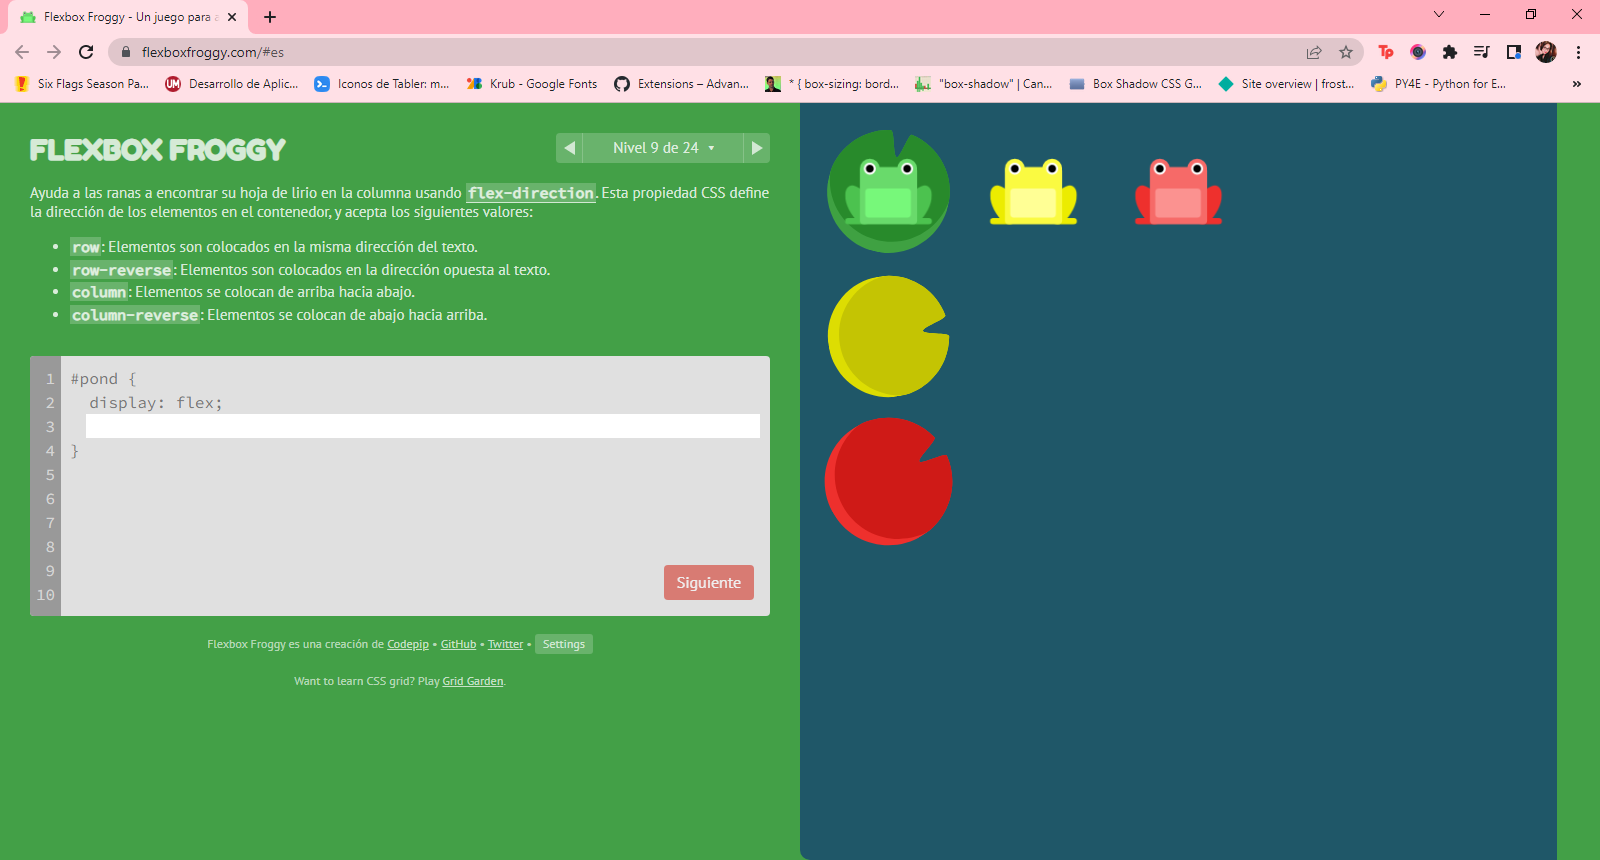 Flexbox Froggy - Un juego para a
flexboxfroggy.com/#es
Six Flags Season Pa... Desarrollo de Aplic... Iconos de Tabler: m... Krub - Google Fonts Extensions – Advan... * { box-sizing: bord... "box-shadow" | Can... Box Shadow CSS G... Site overview | frost... PY4E - Python for E... »
FLEXBOX FROGGY
Nivel 9 de 24
Ayuda a las ranas a encontrar su hoja de lirio en la columna usando flex-direction. Esta propiedad CSS define
la dirección de los elementos en el contenedor, y acepta los siguientes valores:
• row: Elementos son colocados en la misma dirección del texto.
• row-reverse: Elementos son colocados en la dirección opuesta al texto.
• column: Elementos se colocan de arriba hacia abajo.
• column-reverse: Elementos se colocan de abajo hacia arriba.
1 #pond {
2 display: flex;
3
4 }
5
6
7
8
9
10
Siguiente
Flexbox Froggy es una creación de Codepip • GitHub • Twitter • Settings
Want to learn CSS grid? Play Grid Garden.